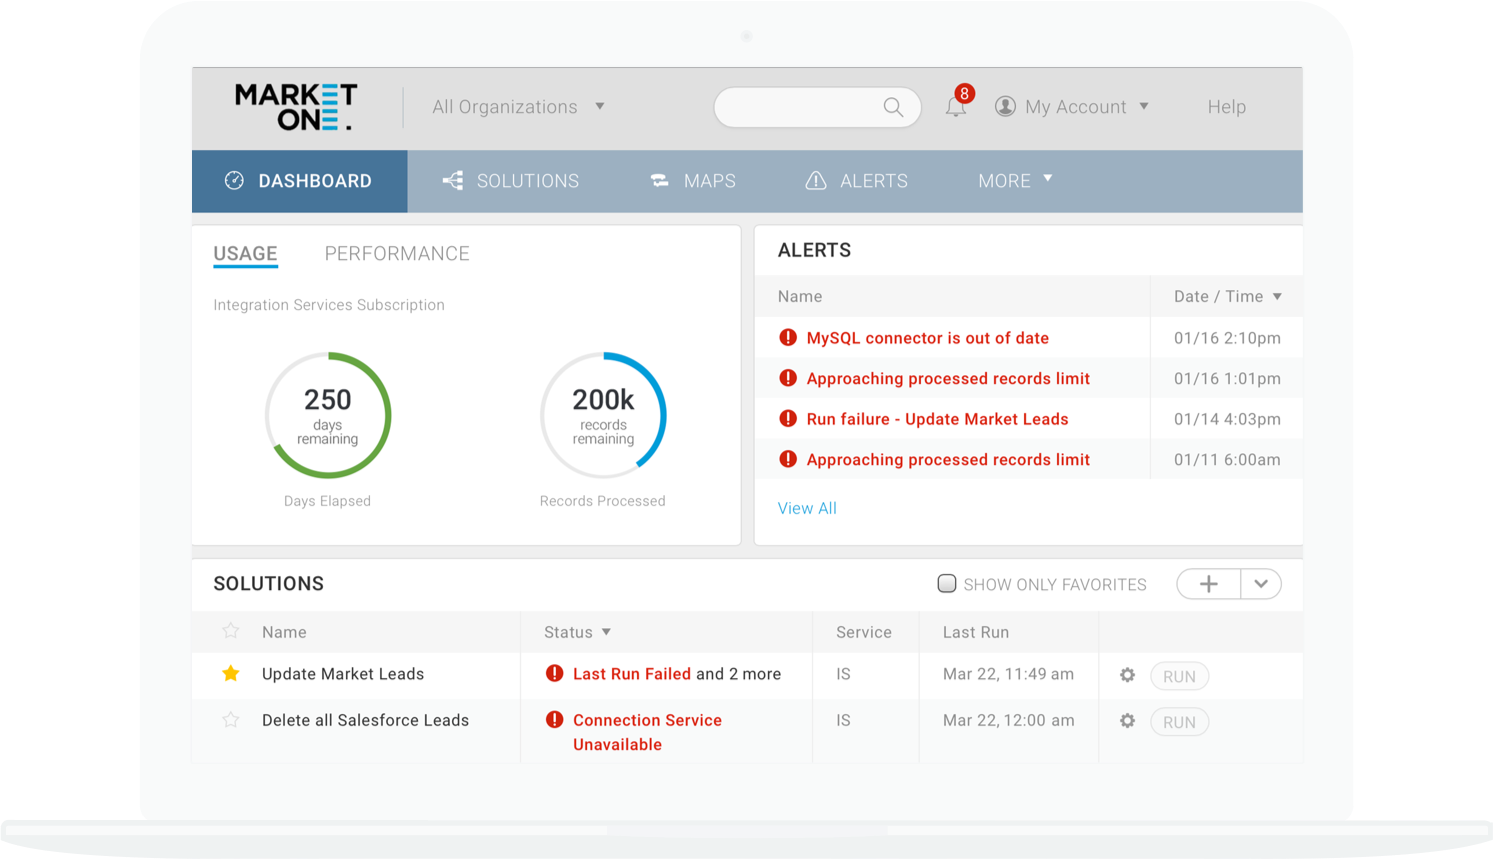 MARKET
ONE.
All Organizations
8
My Account
Help
DASHBOARD
SOLUTIONS
MAPS
ALERTS
MORE
USAGE
PERFORMANCE
Integration Services Subscription
250
days
remaining
Days Elapsed
200k
records
remaining
Records Processed
ALERTS
Name
Date / Time
MySQL connector is out of date
01/16 2:10pm
Approaching processed records limit
01/16 1:01pm
Run failure - Update Market Leads
01/14 4:03pm
Approaching processed records limit
01/11 6:00am
View All
SOLUTIONS
SHOW ONLY FAVORITES
Name
Status
Service
Last Run
Update Market Leads
Last Run Failed and 2 more
IS
Mar 22, 11:49 am
RUN
Delete all Salesforce Leads
Connection Service
Unavailable
IS
Mar 22, 12:00 am
RUN